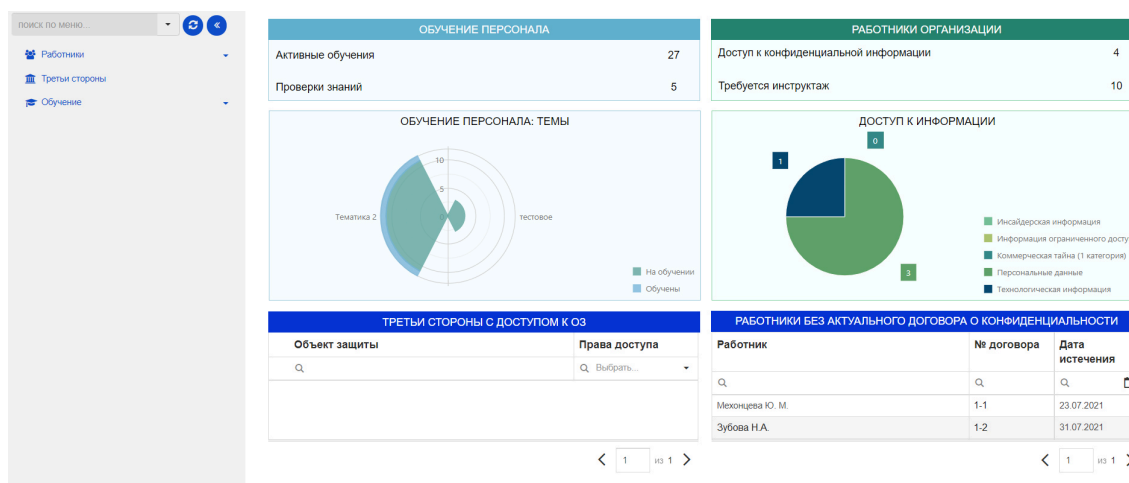 поиск по меню...
Работники
Третьи стороны
Обучение
ОБУЧЕНИЕ ПЕРСОНАЛА
Активные обучения 27
Проверки знаний 5
РАБОТНИКИ ОРГАНИЗАЦИИ
Доступ к конфиденциальной информации 4
Требуется инструктаж 10
ОБУЧЕНИЕ ПЕРСОНАЛА: ТЕМЫ
10
5
0
Тематика 2
тестовое
На обучении
Обучены
ДОСТУП К ИНФОРМАЦИИ
0
1
3
Инсайдерская информация
Информация ограниченного досту
Коммерческая тайна (1 категория)
Персональные данные
Технологическая информация
ТРЕТЬИ СТОРОНЫ С ДОСТУПОМ К ОЗ
Объект защиты Права доступа
Выбрать...
1 из 1
РАБОТНИКИ БЕЗ АКТУАЛЬНОГО ДОГОВОРА О КОНФИДЕНЦИАЛЬНОСТИ
Работник № договора Дата
истечения
Мехонцева Ю. М. 1-1 23.07.2021
Зубова Н.А. 1-2 31.07.2021
1 из 1